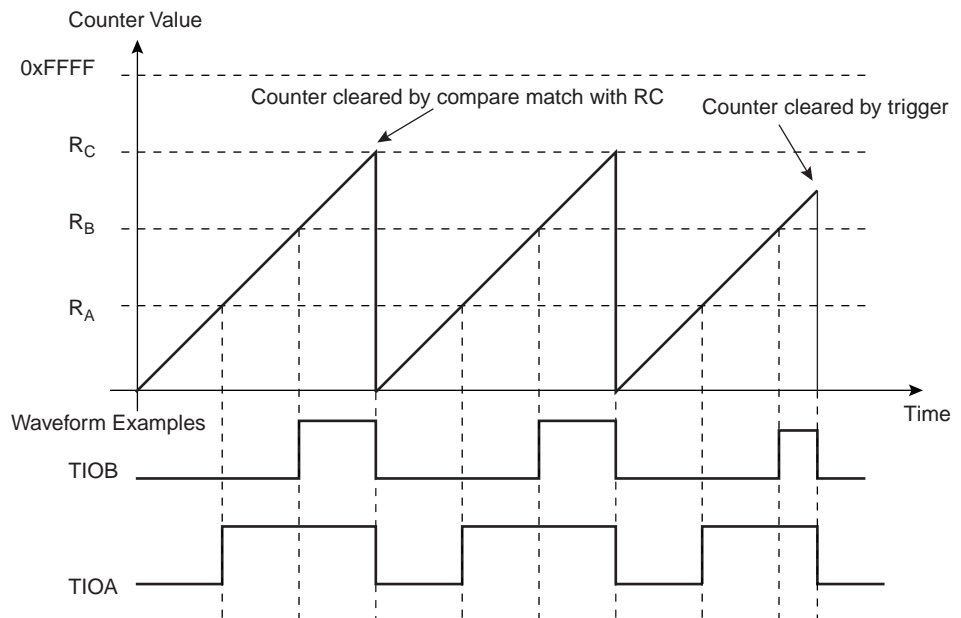 Counter Value
0xFFFF
Counter cleared by compare match with RC
Counter cleared by trigger
RC
RB
RA
Time
Waveform Examples
TIOB
TIOA